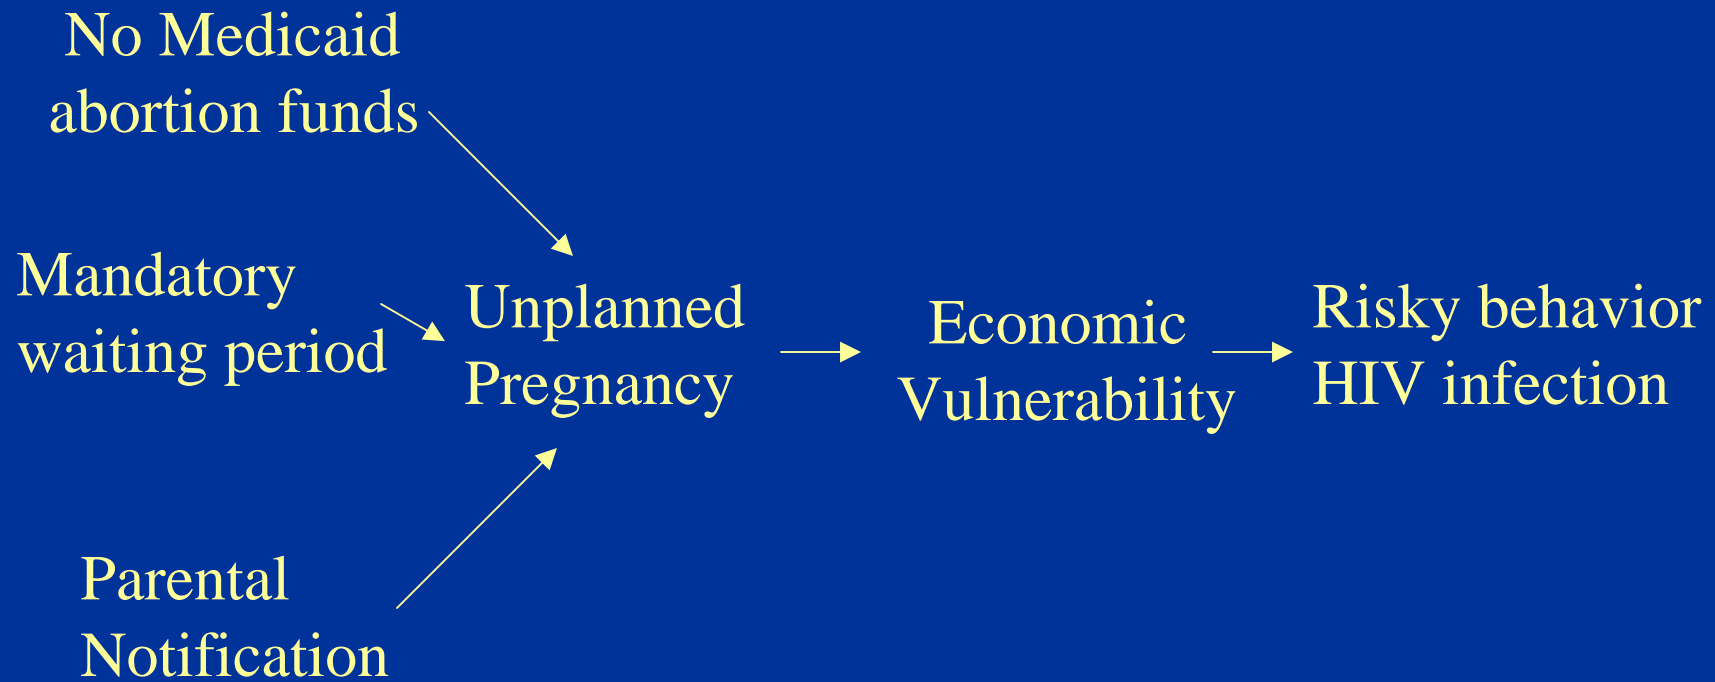 No Medicaid
abortion funds
Mandatory
waiting period
Unplanned
Pregnancy
Economic
Vulnerability
Risky behavior
HIV infection
Parental
Notification